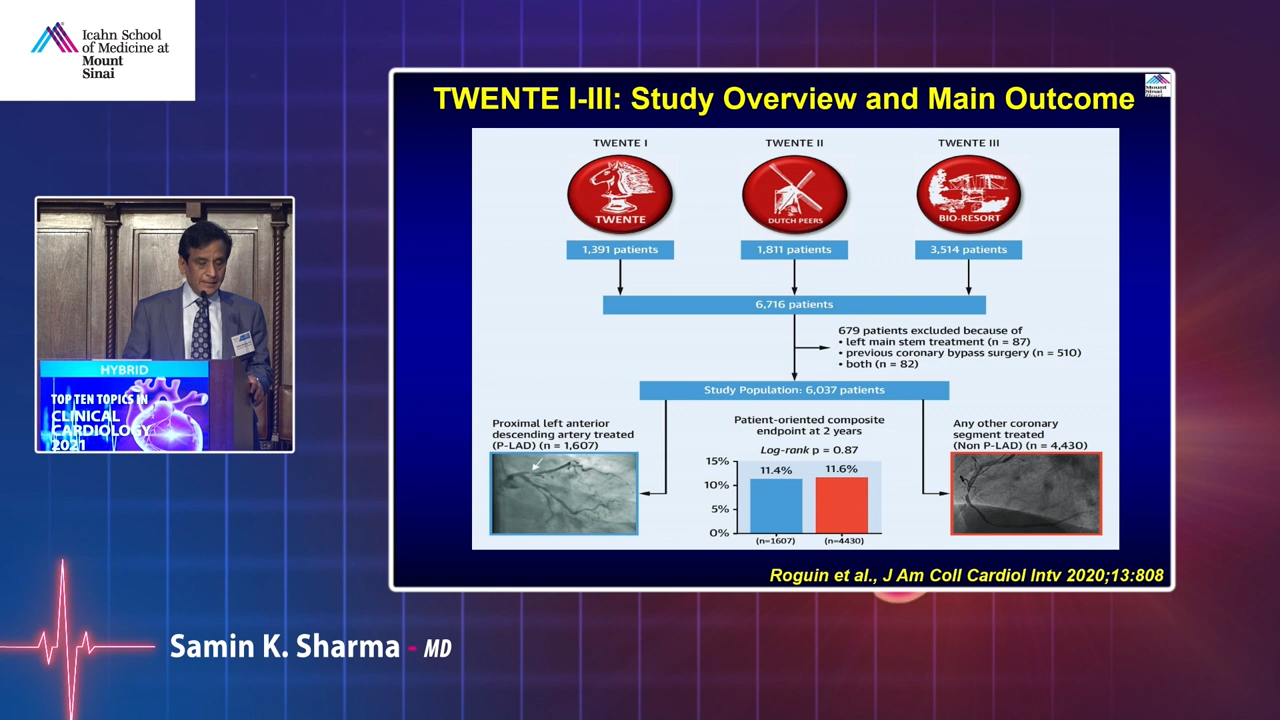 Icahn School
of Medicine at
Mount
Sinai
TWENTE I-III: Study Overview and Main Outcome
Mount
Sinai
TWENTE I
TWENTE II
TWENTE III
TWENTE
DUTCH PEERS
BIO-RESORT
1,391 patients
1,811 patients
3,514 patients
6,716 patients
679 patients excluded because of
• left main stem treatment (n = 87)
• previous coronary bypass surgery (n = 510)
• both (n = 82)
Study Population: 6,037 patients
Proximal left anterior
descending artery treated
(P-LAD) (n = 1,607)
Patient-oriented composite
endpoint at 2 years
Log-rank p = 0.87
15%
10%
5%
0%
11.4%
11.6%
(n=1607)
(n=4430)
Any other coronary
segment treated
(Non P-LAD) (n = 4,430)
Roguin et al., J Am Coll Cardiol Intv 2020;13:808
HYBRID
TOP TEN TOPICS IN
CLINICAL
CARDIOLOGY
2021
Samin K. Sharma - MD